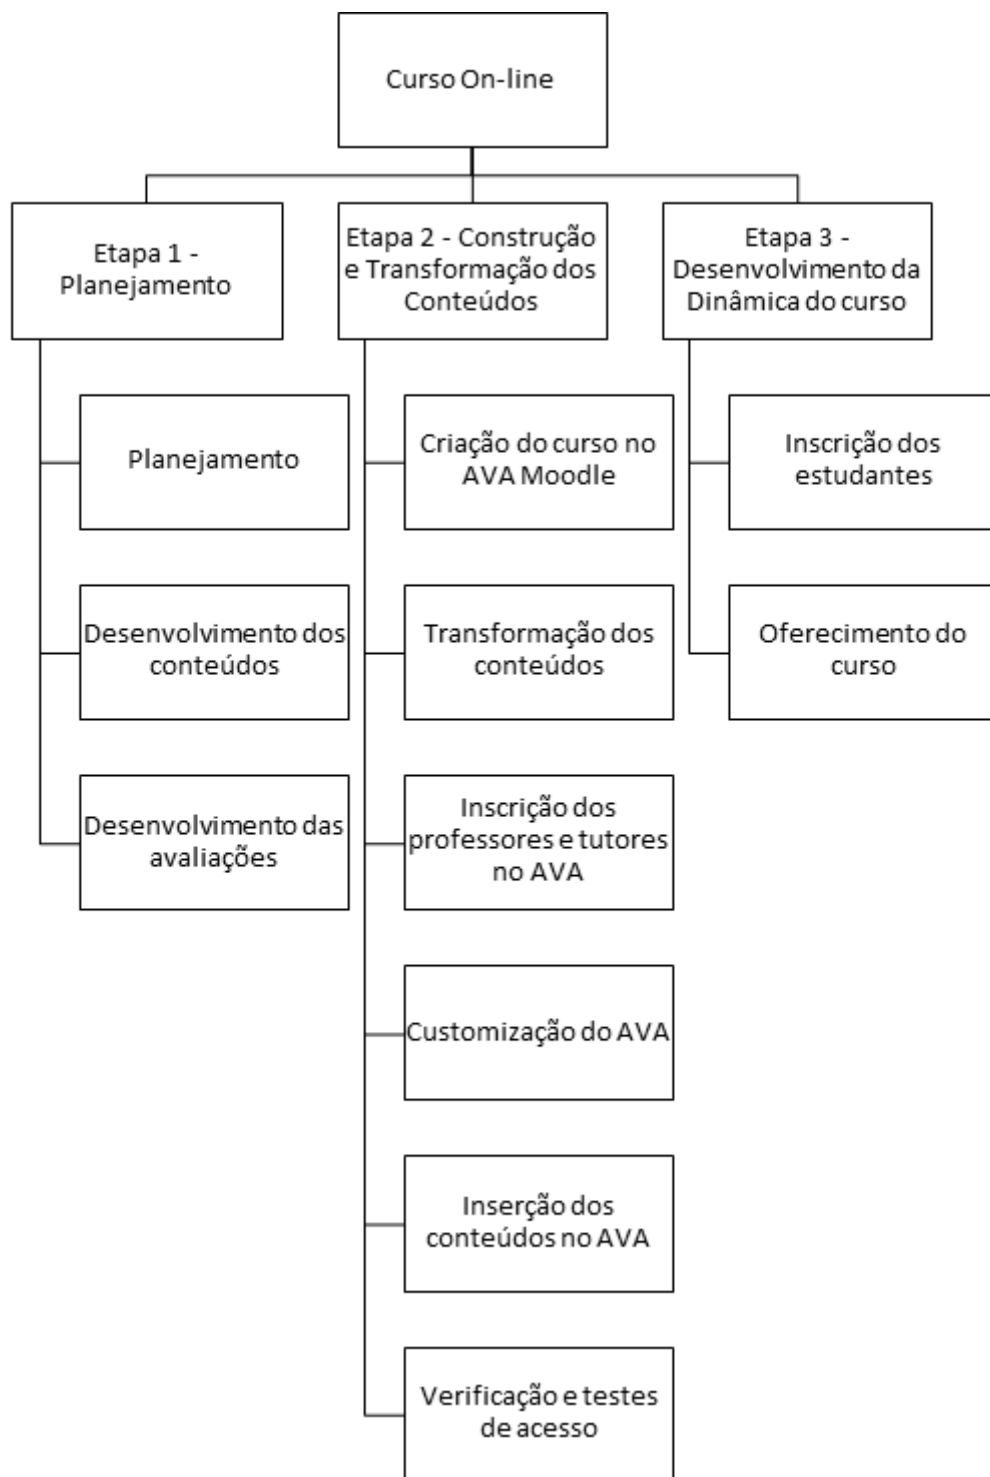 Curso On-line
Etapa 1 -
Planejamento
Planejamento
Desenvolvimento dos
conteúdos
Desenvolvimento das
avaliações
Etapa 2 - Construção
e Transformação dos
Conteúdos
Criação do curso no
AVA Moodle
Transformação dos
conteúdos
Inscrição dos
professores e tutores
no AVA
Customização do AVA
Inserção dos
conteúdos no AVA
Verificação e testes
de acesso
Etapa 3 -
Desenvolvimento da
Dinâmica do curso
Inscrição dos
estudantes
Oferecimento do
curso